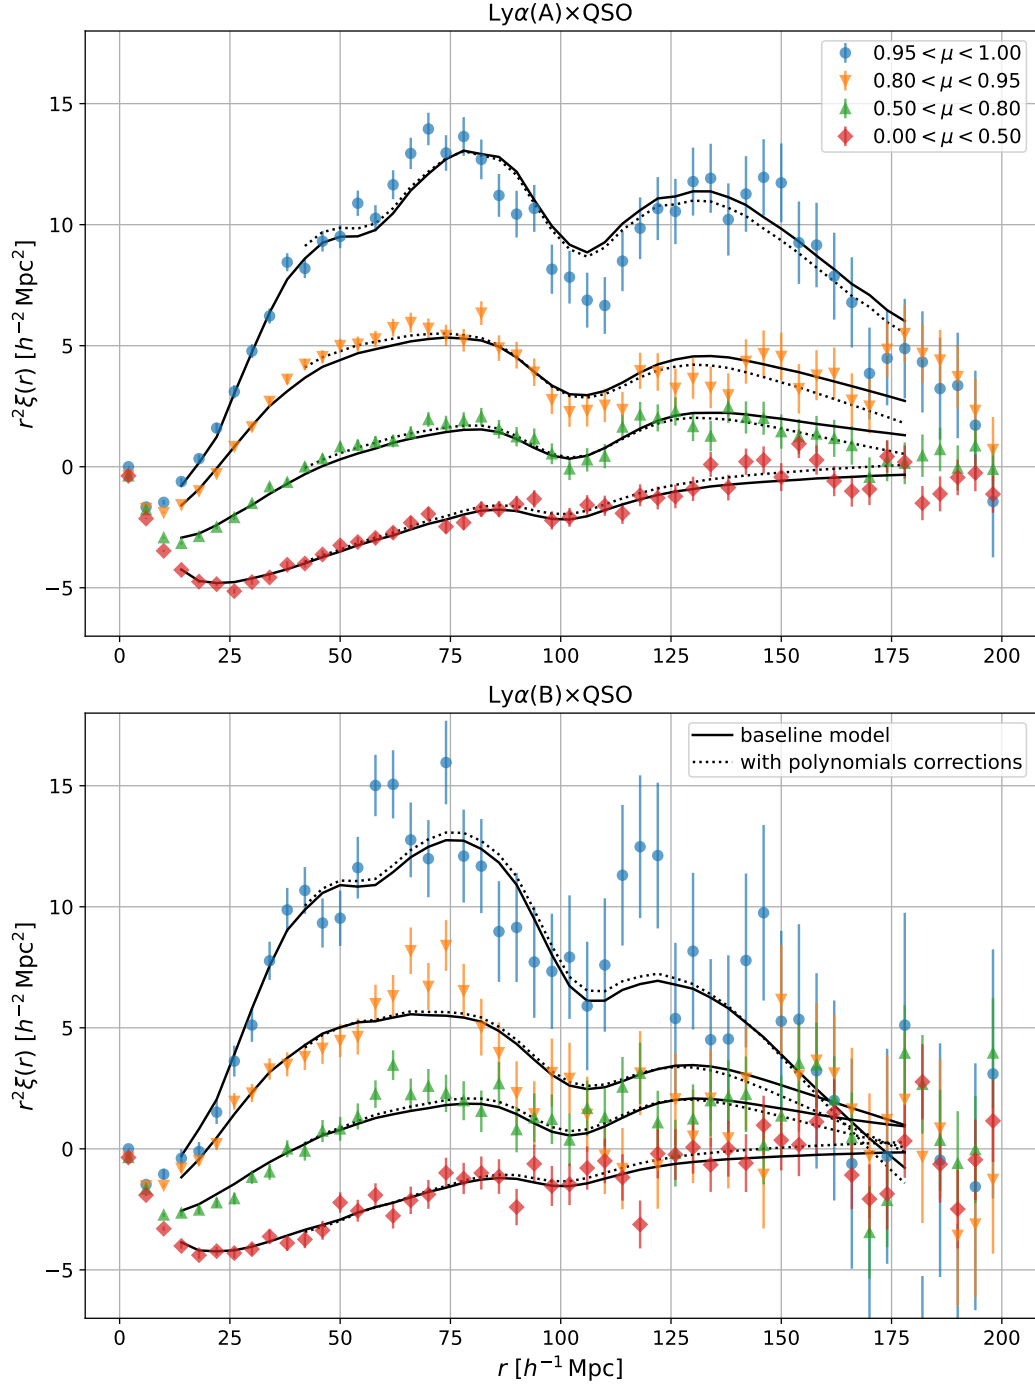 Lyα(A)×QSO
0.95 < μ < 1.00
0.80 < μ < 0.95
0.50 < μ < 0.80
0.00 < μ < 0.50
r²ξ(r) [h⁻² Mpc²]
15
10
5
0
−5
0 25 50 75 100 125 150 175 200
Lyα(B)×QSO
baseline model
with polynomials corrections
r²ξ(r) [h⁻² Mpc²]
15
10
5
0
−5
0 25 50 75 100 125 150 175 200
r [h⁻¹ Mpc]